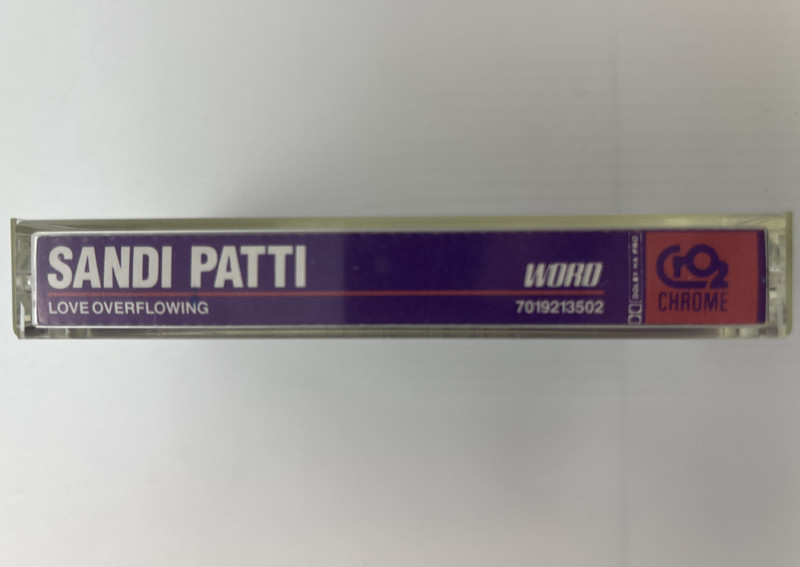 SANDI PATTI
LOVE OVERFLOWING
WORD
7019213502
DOLBY HX PRO
CrO2
CHROME